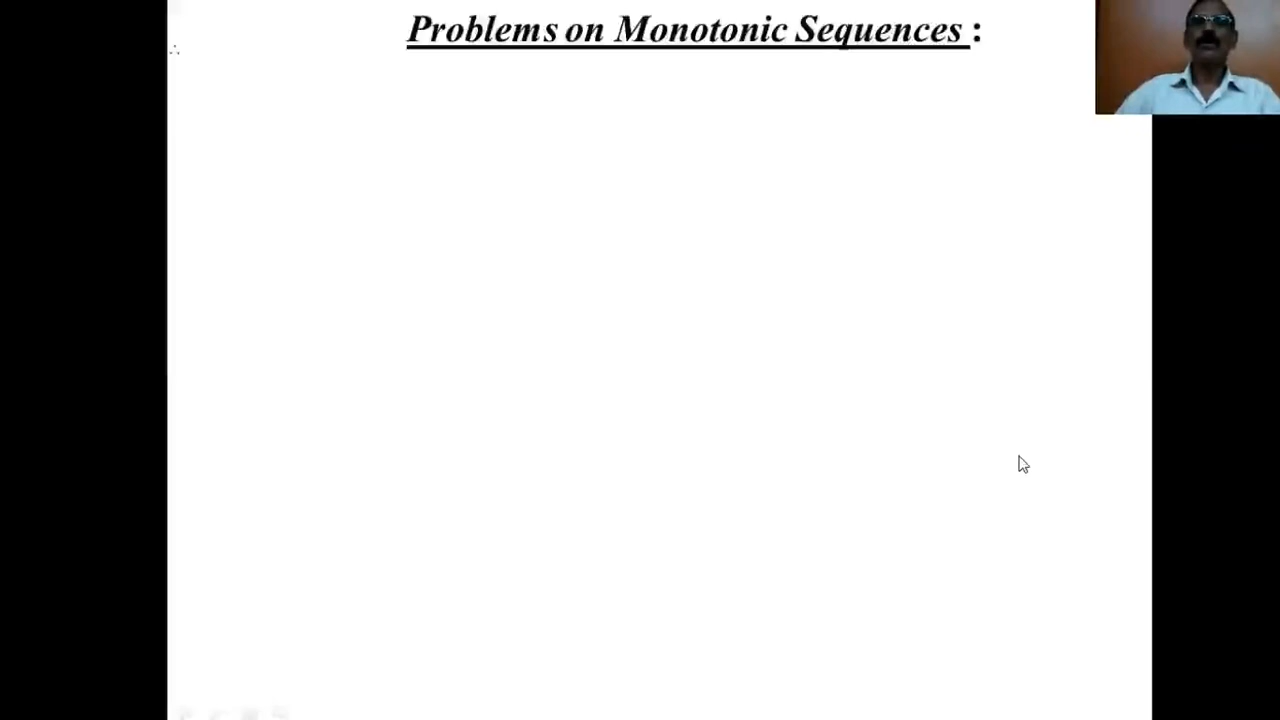 Problems on Monotonic Sequences :
∴